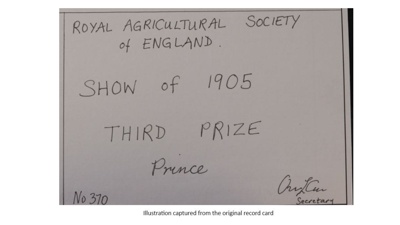 ROYAL AGRICULTURAL SOCIETY
of ENGLAND.
SHOW of 1905
THIRD PRIZE
Prince
No 370
Secretary
Illustration captured from the original record card